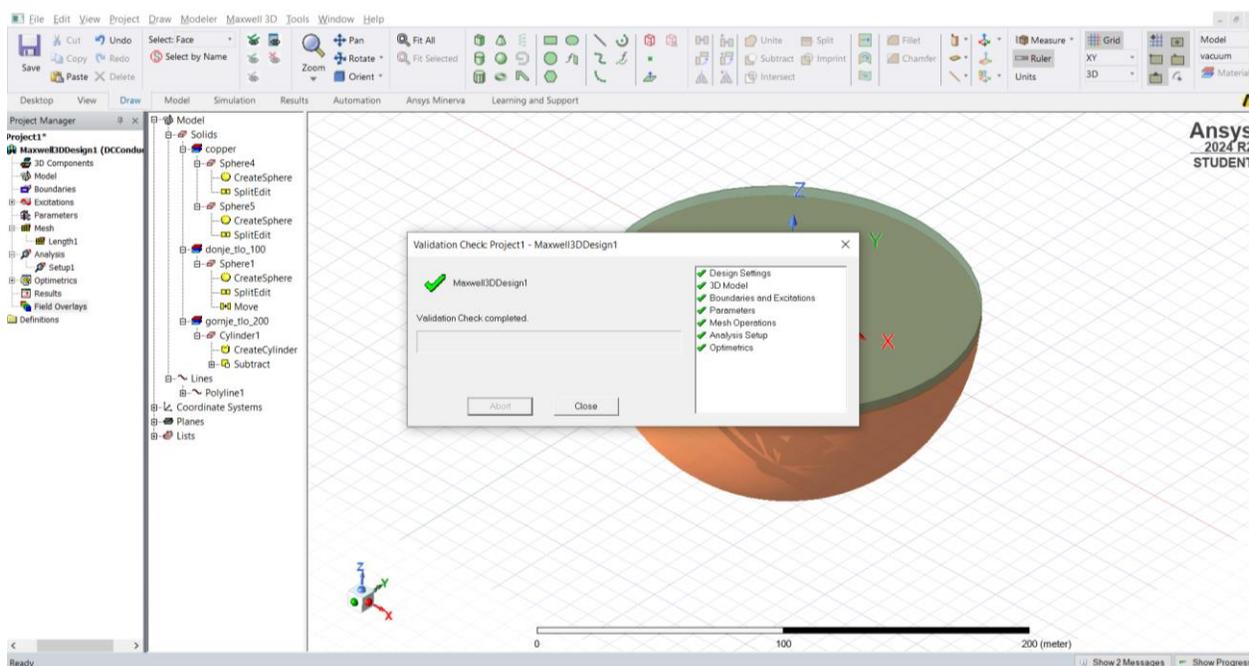 File Edit View Project Draw Modeler Maxwell 3D Tools Window Help
Save
Cut Undo
Copy Redo
Paste Delete
Select: Face
Select by Name
Zoom
Pan
Rotate
Orient
Fit All
Fit Selected
Unite Split
Subtract Imprint
Intersect
Fillet
Chamfer
Measure
Ruler
Units
Grid
XY
3D
Model
vacuum
Material
Desktop View Draw Model Simulation Results Automation Ansys Minerva Learning and Support
Project Manager
Project1*
Maxwell3DDesign1 (DCConduc
3D Components
Model
Boundaries
Excitations
Parameters
Mesh
Length1
Analysis
Setup1
Optimetrics
Results
Field Overlays
Definitions
Model
Solids
copper
Sphere4
CreateSphere
SplitEdit
Sphere5
CreateSphere
SplitEdit
donje_tlo_100
Sphere1
CreateSphere
SplitEdit
Move
gornje_tlo_200
Cylinder1
CreateCylinder
Subtract
Lines
Polyline1
Coordinate Systems
Planes
Lists
Ansys
2024 R2
STUDENT
Z
Y
X
Validation Check: Project1 - Maxwell3DDesign1
Maxwell3DDesign1
Validation Check completed.
Abort Close
Design Settings
3D Model
Boundaries and Excitations
Parameters
Mesh Operations
Analysis Setup
Optimetrics
Z
Y
X
0 100 200 (meter)
Ready
Show 2 Messages Show Progress